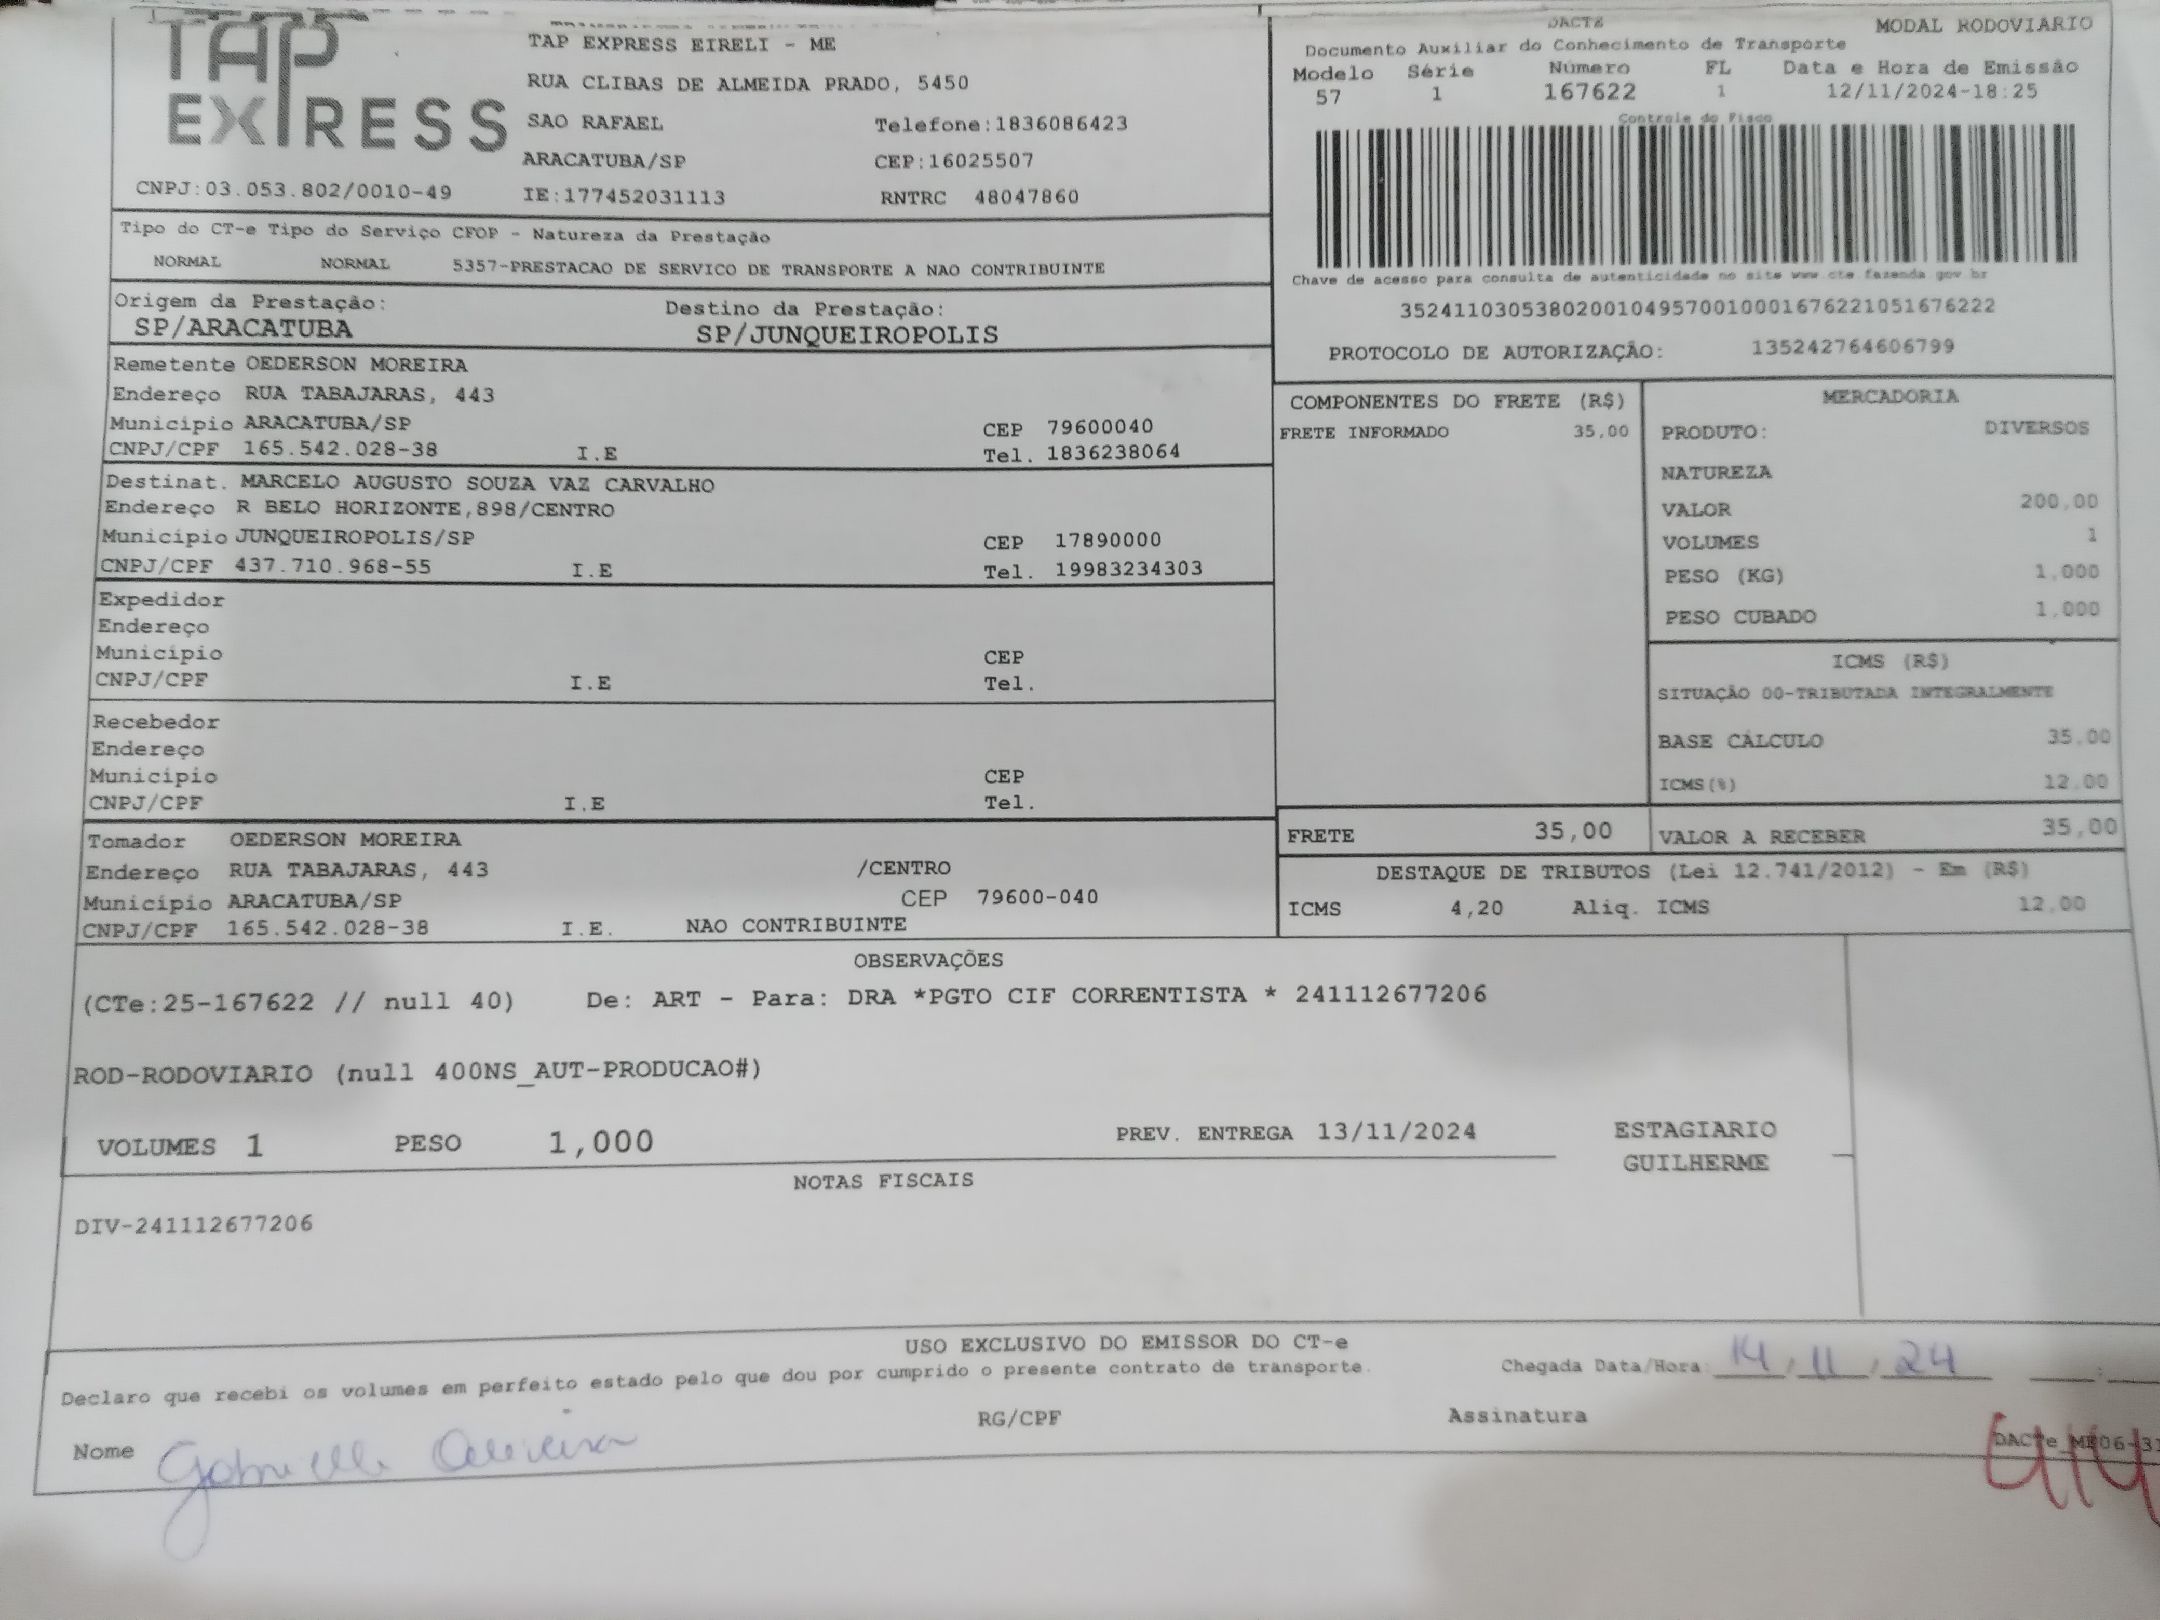 TAP
EXPRESS
TAP EXPRESS EIRELI - ME
RUA CLIBAS DE ALMEIDA PRADO, 5450
SAO RAFAEL Telefone:1836086423
ARACATUBA/SP CEP:16025507
CNPJ:03.053.802/0010-49 IE:177452031113 RNTRC 48047860
DACTE MODAL RODOVIARIO
Documento Auxiliar do Conhecimento de Transporte
Modelo Série Número FL Data e Hora de Emissão
57 1 167622 1 12/11/2024-18:25
Controle do Fisco
Chave de acesso para consulta de autenticidade no site www.cte.fazenda.gov.br
35241103053802001049570010001676221051676222
PROTOCOLO DE AUTORIZAÇÃO: 135242764606799
Tipo do CT-e Tipo do Serviço CFOP - Natureza da Prestação
NORMAL NORMAL 5357-PRESTACAO DE SERVICO DE TRANSPORTE A NAO CONTRIBUINTE
Origem da Prestação: Destino da Prestação:
SP/ARACATUBA SP/JUNQUEIROPOLIS
Remetente OEDERSON MOREIRA
Endereço RUA TABAJARAS, 443
Município ARACATUBA/SP CEP 79600040
CNPJ/CPF 165.542.028-38 I.E Tel. 1836238064
Destinat. MARCELO AUGUSTO SOUZA VAZ CARVALHO
Endereço R BELO HORIZONTE,898/CENTRO
Município JUNQUEIROPOLIS/SP CEP 17890000
CNPJ/CPF 437.710.968-55 I.E Tel. 19983234303
Expedidor
Endereço
Município CEP
CNPJ/CPF I.E Tel.
Recebedor
Endereço
Município CEP
CNPJ/CPF I.E Tel.
Tomador OEDERSON MOREIRA
Endereço RUA TABAJARAS, 443 /CENTRO
Município ARACATUBA/SP CEP 79600-040
CNPJ/CPF 165.542.028-38 I.E. NAO CONTRIBUINTE
COMPONENTES DO FRETE (R$)
FRETE INFORMADO 35,00
MERCADORIA
PRODUTO: DIVERSOS
NATUREZA
VALOR 200,00
VOLUMES 1
PESO (KG) 1,000
PESO CUBADO 1,000
ICMS (R$)
SITUAÇÃO 00-TRIBUTADA INTEGRALMENTE
BASE CÁLCULO 35,00
ICMS(%) 12,00
FRETE 35,00 VALOR A RECEBER 35,00
DESTAQUE DE TRIBUTOS (Lei 12.741/2012) - Em (R$)
ICMS 4,20 Aliq. ICMS 12,00
OBSERVAÇÕES
(CTe:25-167622 // null 40) De: ART - Para: DRA *PGTO CIF CORRENTISTA * 241112677206
ROD-RODOVIARIO (null 400NS_AUT-PRODUCAO#)
VOLUMES 1 PESO 1,000 PREV. ENTREGA 13/11/2024
ESTAGIARIO
GUILHERME
NOTAS FISCAIS
DIV-241112677206
USO EXCLUSIVO DO EMISSOR DO CT-e
Declaro que recebi os volumes em perfeito estado pelo que dou por cumprido o presente contrato de transporte. Chegada Data/Hora: 14/11/24 :
Nome Gabrielli Oliveira RG/CPF Assinatura